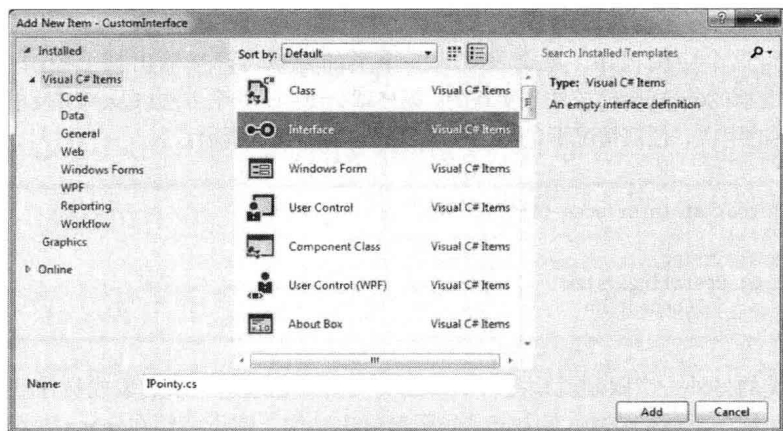 Add New Item - CustomInterface
Installed
Sort by: Default
Search Installed Templates
Visual C# Items
Code
Data
General
Web
Windows Forms
WPF
Reporting
Workflow
Graphics
Online
C#
Class Visual C# Items
Interface Visual C# Items
Windows Form Visual C# Items
User Control Visual C# Items
Component Class Visual C# Items
User Control (WPF) Visual C# Items
About Box Visual C# Items
Type: Visual C# Items
An empty interface definition
Name: IPointy.cs
Add Cancel